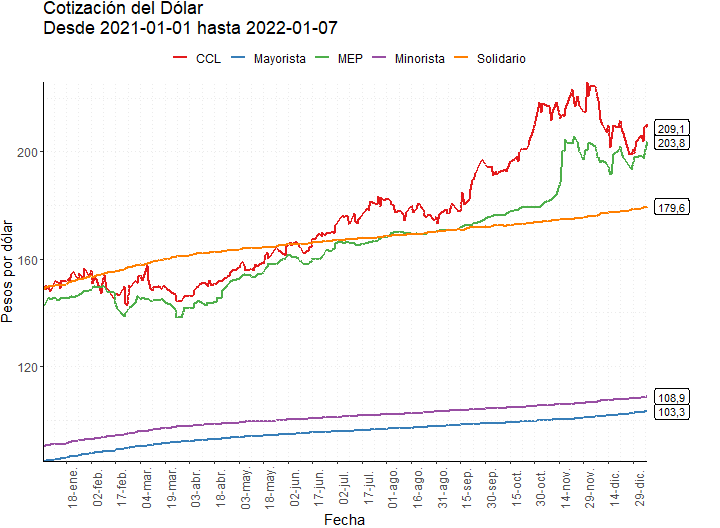 Cotización del Dólar
Desde 2021-01-01 hasta 2022-01-07
CCL Mayorista MEP Minorista Solidario
Pesos por dólar
200
160
120
209,1
203,8
179,6
108,9
103,3
18-ene. 02-feb. 17-feb. 04-mar. 19-mar. 03-abr. 18-abr. 03-may. 18-may. 02-jun. 17-jun. 02-jul. 17-jul. 01-ago. 16-ago. 31-ago. 15-sep. 30-sep. 15-oct. 30-oct. 14-nov. 29-nov. 14-dic. 29-dic.
Fecha